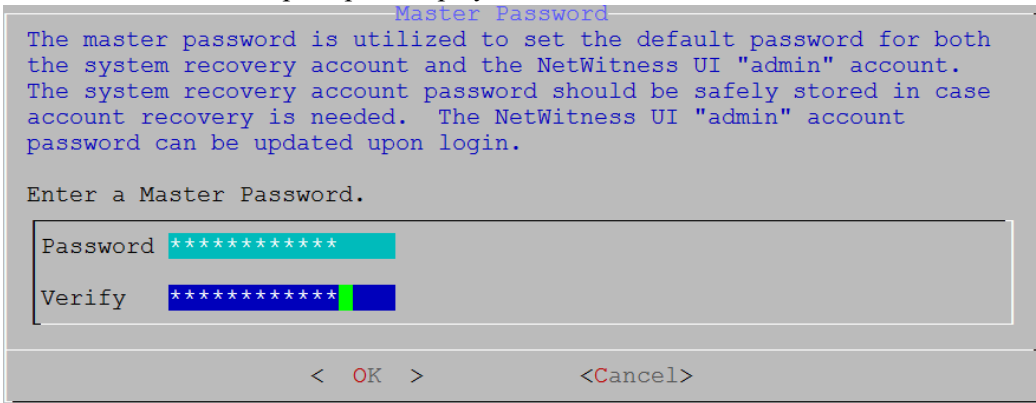 Master Password
The master password is utilized to set the default password for both
the system recovery account and the NetWitness UI "admin" account.
The system recovery account password should be safely stored in case
account recovery is needed.  The NetWitness UI "admin" account
password can be updated upon login.
Enter a Master Password.
Password ************
Verify ************
< OK > <Cancel>